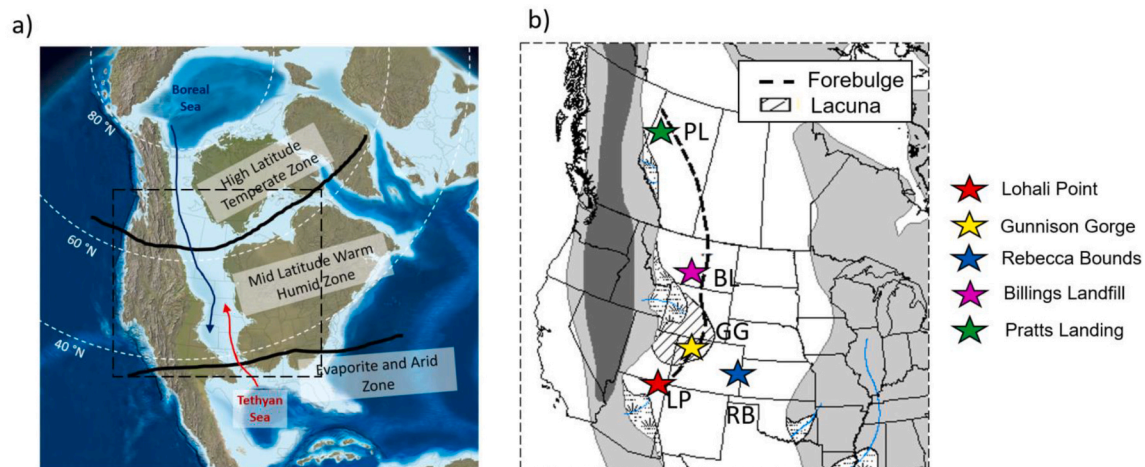 a)
Boreal
Sea
80 °N
High Latitude
Temperate Zone
60 °N
Mid Latitude Warm
Humid Zone
40 °N
Evaporite and Arid
Zone
Tethyan
Sea
b)
Forebulge
Lacuna
PL
BL
GG
LP
RB
Lohali Point
Gunnison Gorge
Rebecca Bounds
Billings Landfill
Pratts Landing